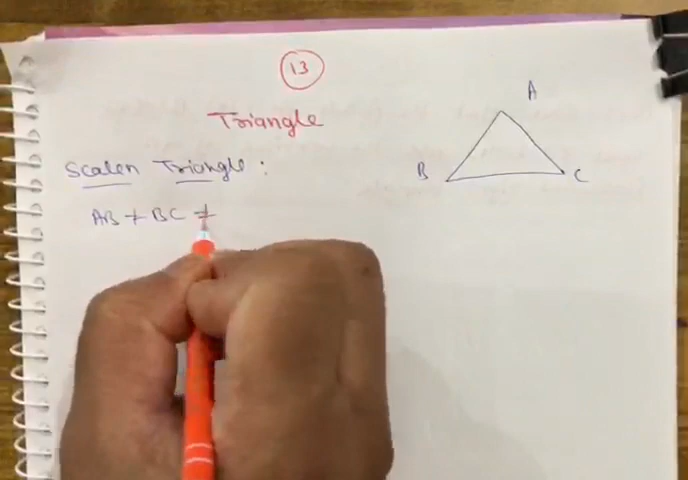 13
Triangle
Scalen Triangle :
AB ≠ BC ≠
A
B
C